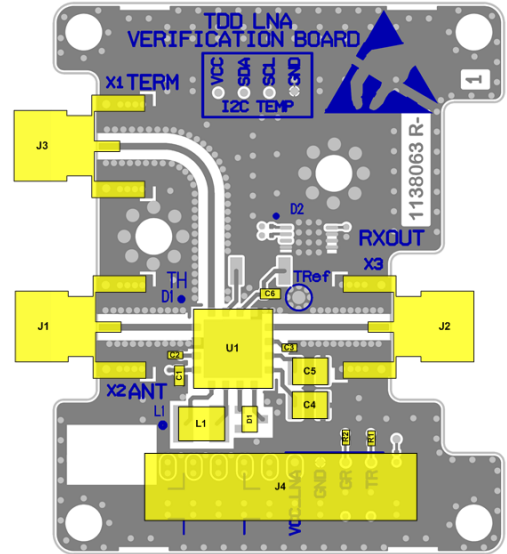 TDD LNA
VERIFICATION BOARD
X1 TERM
VCC SDA SCL GND
I2C TEMP
1
1138063 R-
J3
D2
RXOUT
X3
TH
D1
TRef
C6
J1
U1
J2
C2
C3
C1
C5
X2 ANT
L1
L1
D1
C4
R2
R1
J4
VCC_LNA
GND
GR
TR